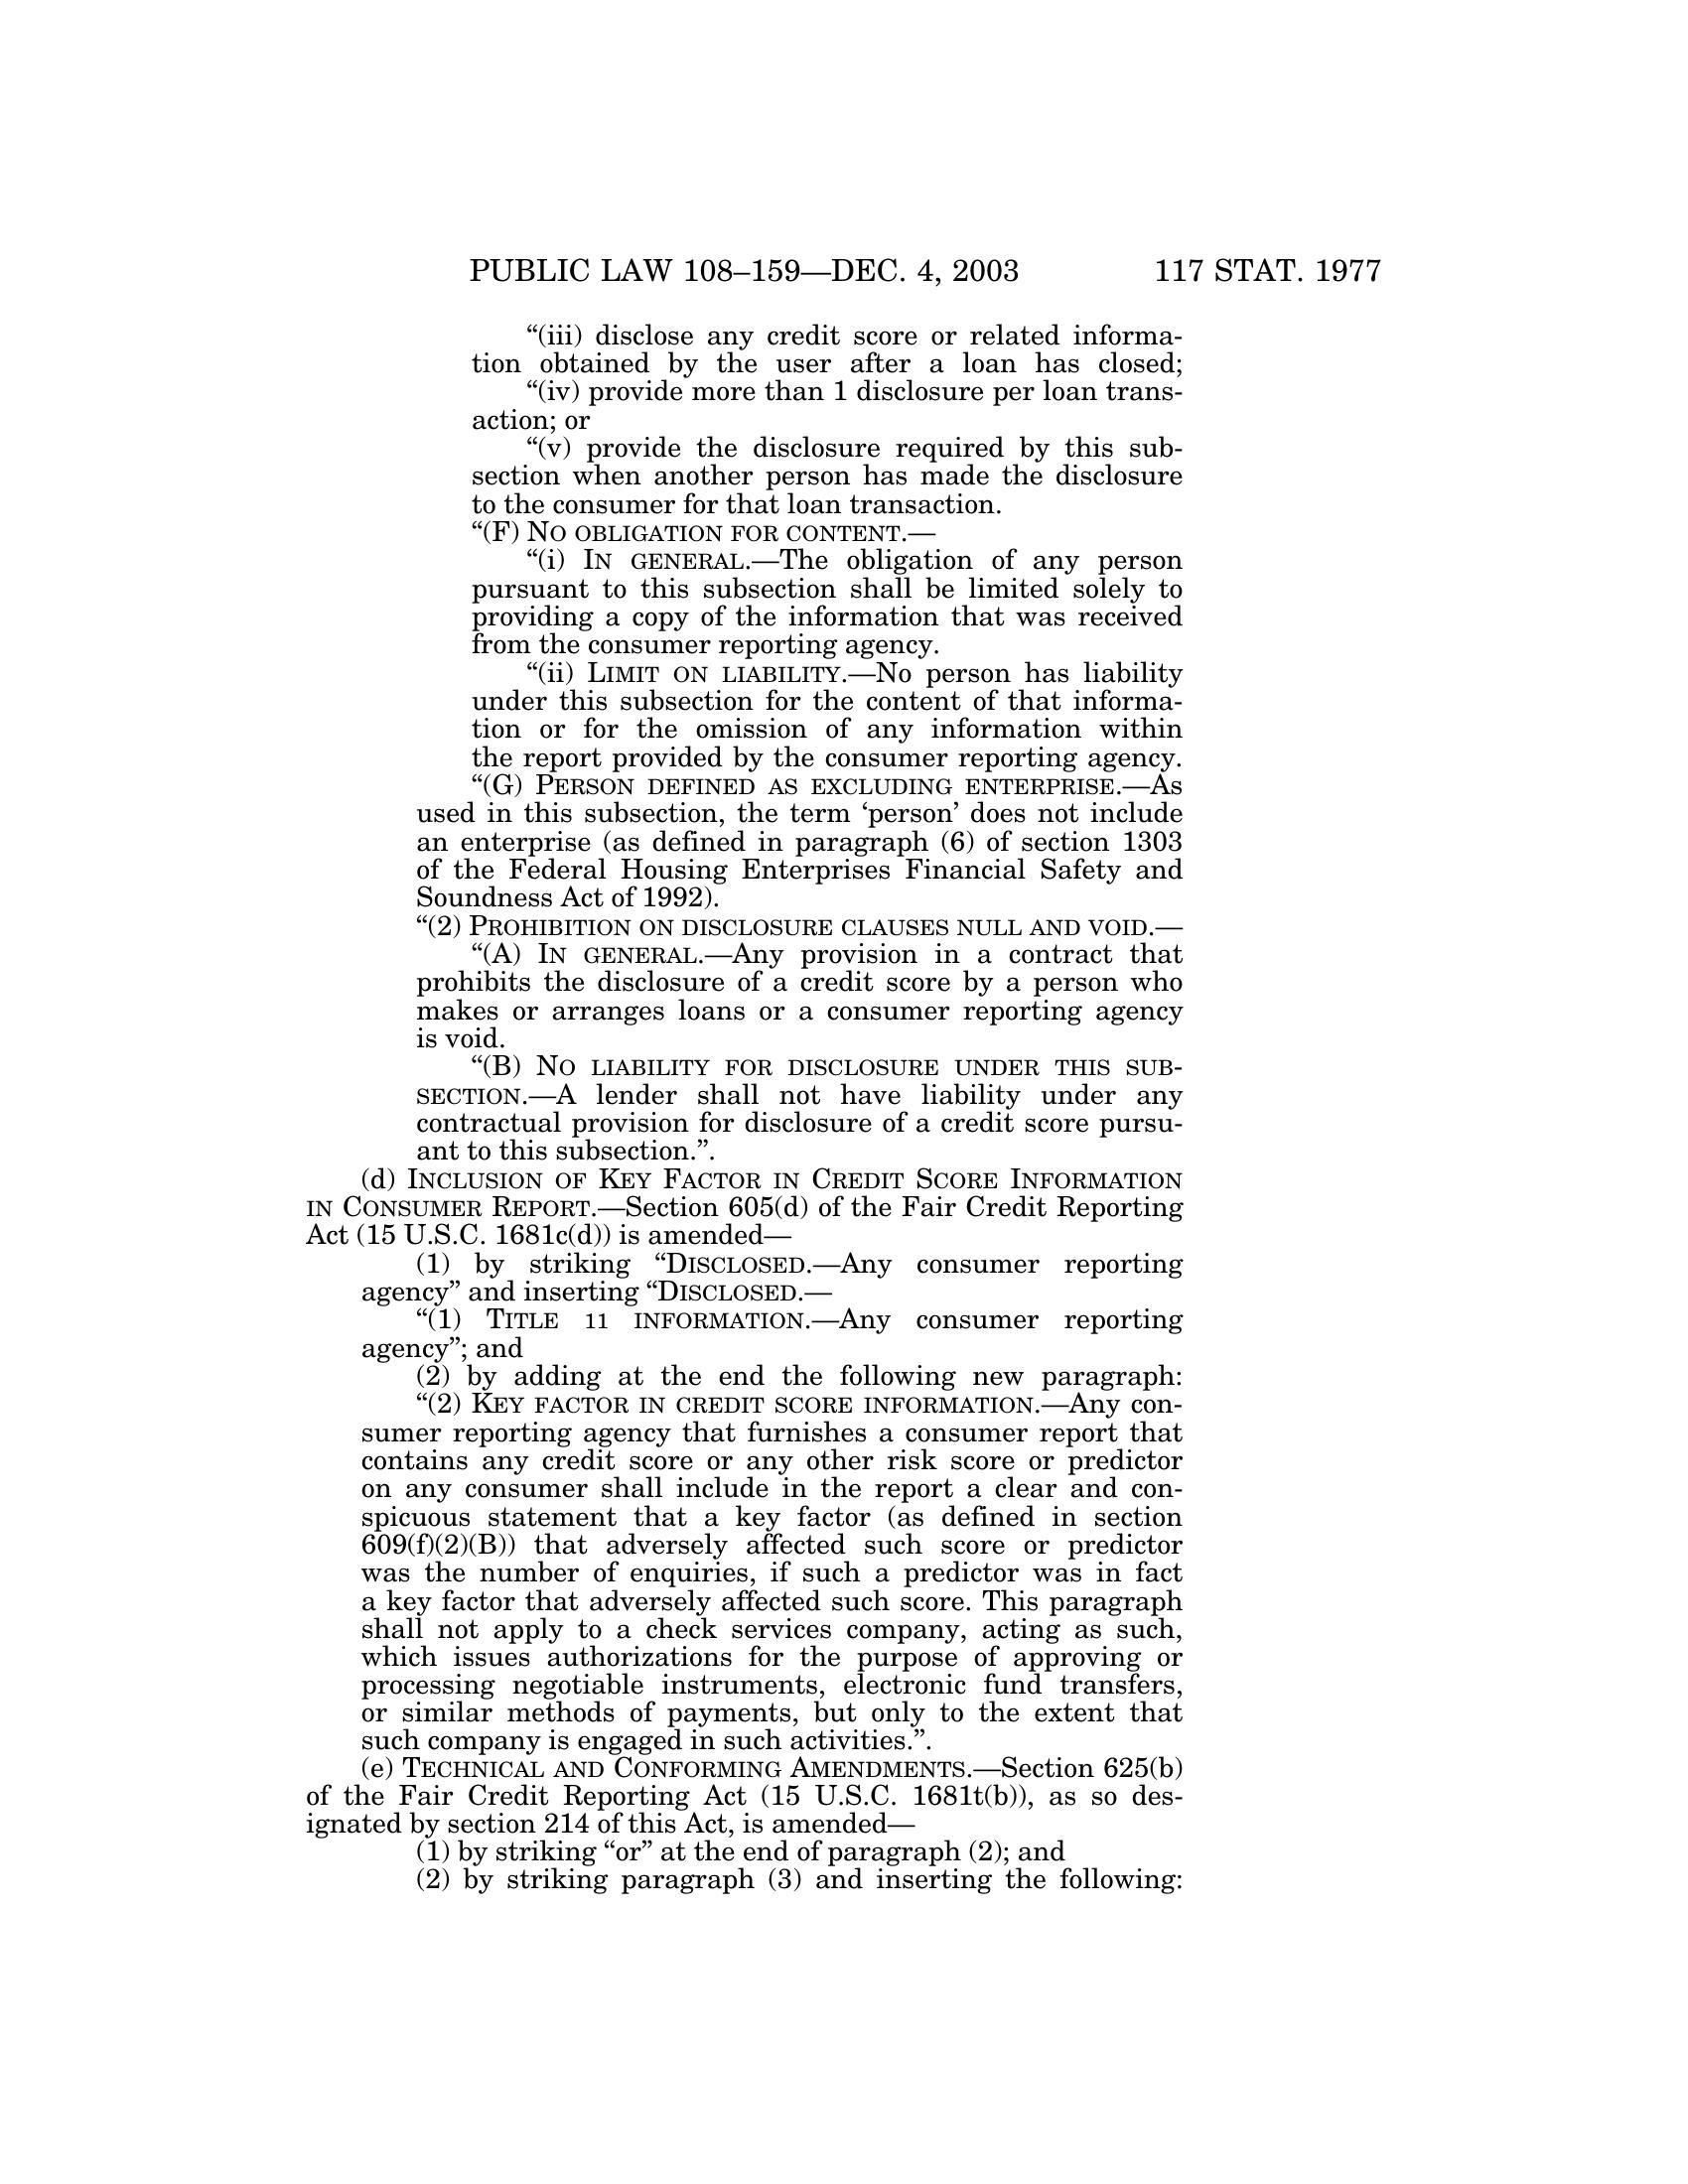 PUBLIC LAW 108–159—DEC. 4, 2003 117 STAT. 1977
“(iii) disclose any credit score or related informa-
tion obtained by the user after a loan has closed;
“(iv) provide more than 1 disclosure per loan trans-
action; or
“(v) provide the disclosure required by this sub-
section when another person has made the disclosure
to the consumer for that loan transaction.
“(F) NO OBLIGATION FOR CONTENT.—
“(i) IN GENERAL.—The obligation of any person
pursuant to this subsection shall be limited solely to
providing a copy of the information that was received
from the consumer reporting agency.
“(ii) LIMIT ON LIABILITY.—No person has liability
under this subsection for the content of that informa-
tion or for the omission of any information within
the report provided by the consumer reporting agency.
“(G) PERSON DEFINED AS EXCLUDING ENTERPRISE.—As
used in this subsection, the term ‘person’ does not include
an enterprise (as defined in paragraph (6) of section 1303
of the Federal Housing Enterprises Financial Safety and
Soundness Act of 1992).
“(2) PROHIBITION ON DISCLOSURE CLAUSES NULL AND VOID.—
“(A) IN GENERAL.—Any provision in a contract that
prohibits the disclosure of a credit score by a person who
makes or arranges loans or a consumer reporting agency
is void.
“(B) NO LIABILITY FOR DISCLOSURE UNDER THIS SUB-
SECTION.—A lender shall not have liability under any
contractual provision for disclosure of a credit score pursu-
ant to this subsection.”.
(d) INCLUSION OF KEY FACTOR IN CREDIT SCORE INFORMATION
IN CONSUMER REPORT.—Section 605(d) of the Fair Credit Reporting
Act (15 U.S.C. 1681c(d)) is amended—
(1) by striking “DISCLOSED.—Any consumer reporting
agency” and inserting “DISCLOSED.—
“(1) TITLE 11 INFORMATION.—Any consumer reporting
agency”; and
(2) by adding at the end the following new paragraph:
“(2) KEY FACTOR IN CREDIT SCORE INFORMATION.—Any con-
sumer reporting agency that furnishes a consumer report that
contains any credit score or any other risk score or predictor
on any consumer shall include in the report a clear and con-
spicuous statement that a key factor (as defined in section
609(f)(2)(B)) that adversely affected such score or predictor
was the number of enquiries, if such a predictor was in fact
a key factor that adversely affected such score. This paragraph
shall not apply to a check services company, acting as such,
which issues authorizations for the purpose of approving or
processing negotiable instruments, electronic fund transfers,
or similar methods of payments, but only to the extent that
such company is engaged in such activities.”.
(e) TECHNICAL AND CONFORMING AMENDMENTS.—Section 625(b)
of the Fair Credit Reporting Act (15 U.S.C. 1681t(b)), as so des-
ignated by section 214 of this Act, is amended—
(1) by striking “or” at the end of paragraph (2); and
(2) by striking paragraph (3) and inserting the following: